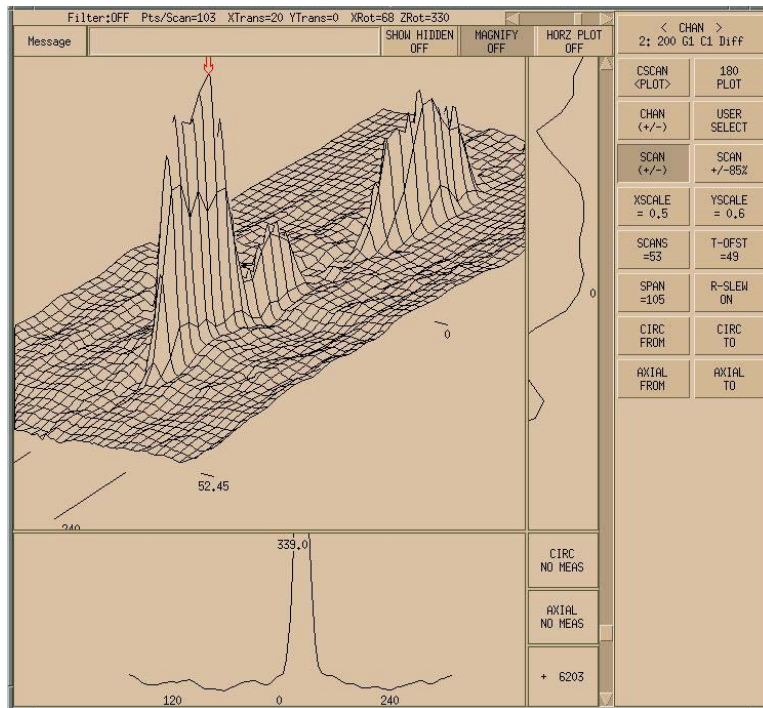 Filter:OFF Pts/Scan=103 XTrans=20 YTrans=0 XRot=68 ZRot=330
Message
SHOW HIDDEN
OFF
MAGNIFY
OFF
HORZ PLOT
OFF
< CHAN >
2: 200 G1 C1 Diff
CSCAN
<PLOT>
180
PLOT
CHAN
(+/-)
USER
SELECT
SCAN
(+/-)
SCAN
+/-85%
XSCALE
= 0.5
YSCALE
= 0.6
SCANS
=53
T-OFST
=49
SPAN
=105
R-SLEW
ON
CIRC
FROM
CIRC
TO
AXIAL
FROM
AXIAL
TO
0
0
52.45
240
339.0
120
0
240
CIRC
NO MEAS
AXIAL
NO MEAS
+ 6203